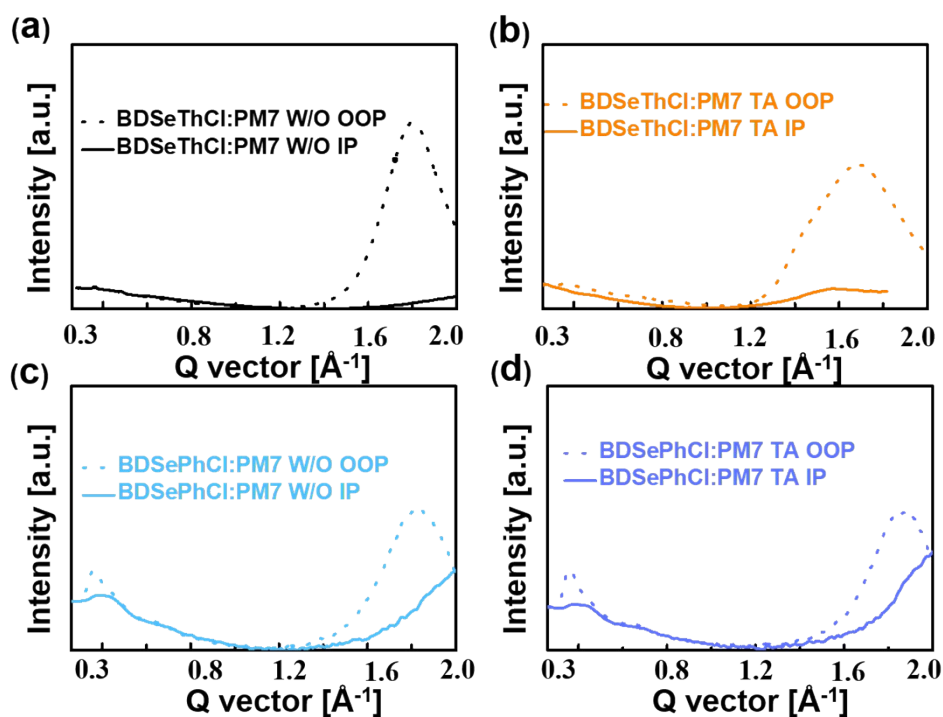 (a)
Intensity [a.u.]
BDSeThCl:PM7 W/O OOP
BDSeThCl:PM7 W/O IP
0.3 0.8 1.2 1.6 2.0
Q vector [Å-1]
(b)
Intensity [a.u.]
BDSeThCl:PM7 TA OOP
BDSeThCl:PM7 TA IP
0.3 0.8 1.2 1.6 2.0
Q vector [Å-1]
(c)
Intensity [a.u.]
BDSePhCl:PM7 W/O OOP
BDSePhCl:PM7 W/O IP
0.3 0.8 1.2 1.6 2.0
Q vector [Å-1]
(d)
Intensity [a.u.]
BDSePhCl:PM7 TA OOP
BDSePhCl:PM7 TA IP
0.3 0.8 1.2 1.6 2.0
Q vector [Å-1]